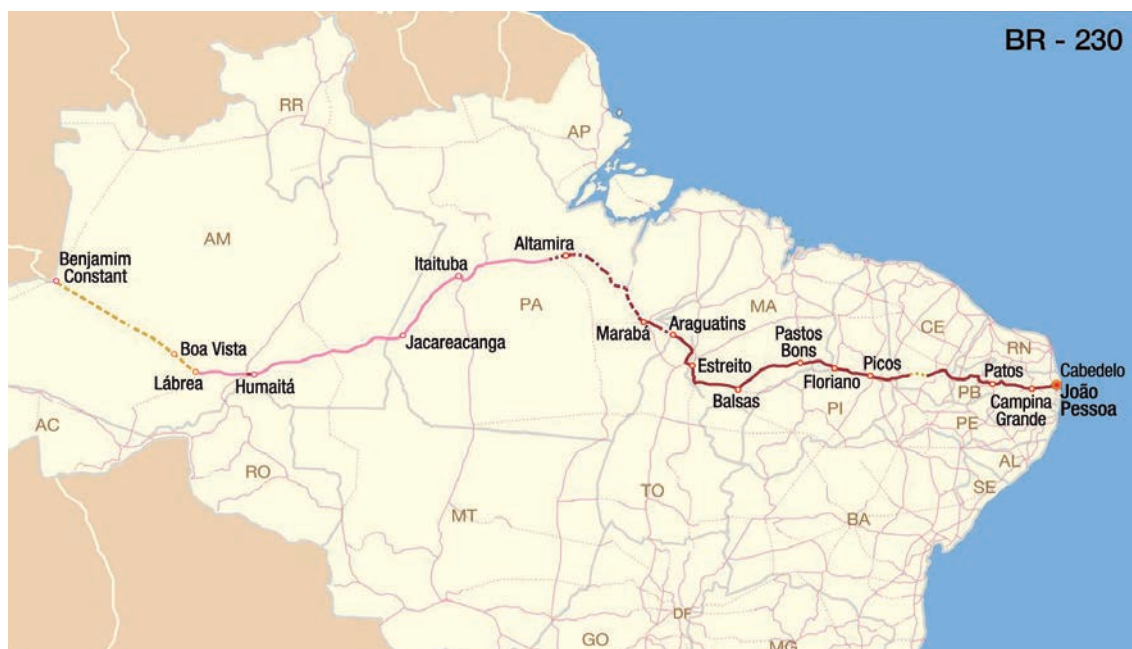 BR - 230
RR
AP
AM
Benjamim
Constant
Itaituba
Altamira
PA
MA
CE
RN
Marabá
Araguatins
Pastos
Bons
Jacareacanga
Boa Vista
Lábrea
Humaitá
Estreito
Balsas
Floriano
Picos
Patos
Cabedelo
João
Pessoa
PB
Campina
Grande
PI
PE
AL
SE
AC
RO
MT
TO
BA
DF
GO
MG